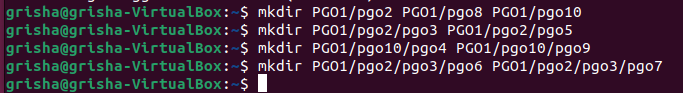 grisha@grisha-VirtualBox:~$ mkdir PGO1/pgo2 PGO1/pgo8 PGO1/pgo10
grisha@grisha-VirtualBox:~$ mkdir PGO1/pgo2/pgo3 PGO1/pgo2/pgo5
grisha@grisha-VirtualBox:~$ mkdir PGO1/pgo10/pgo4 PGO1/pgo10/pgo9
grisha@grisha-VirtualBox:~$ mkdir PGO1/pgo2/pgo3/pgo6 PGO1/pgo2/pgo3/pgo7
grisha@grisha-VirtualBox:~$